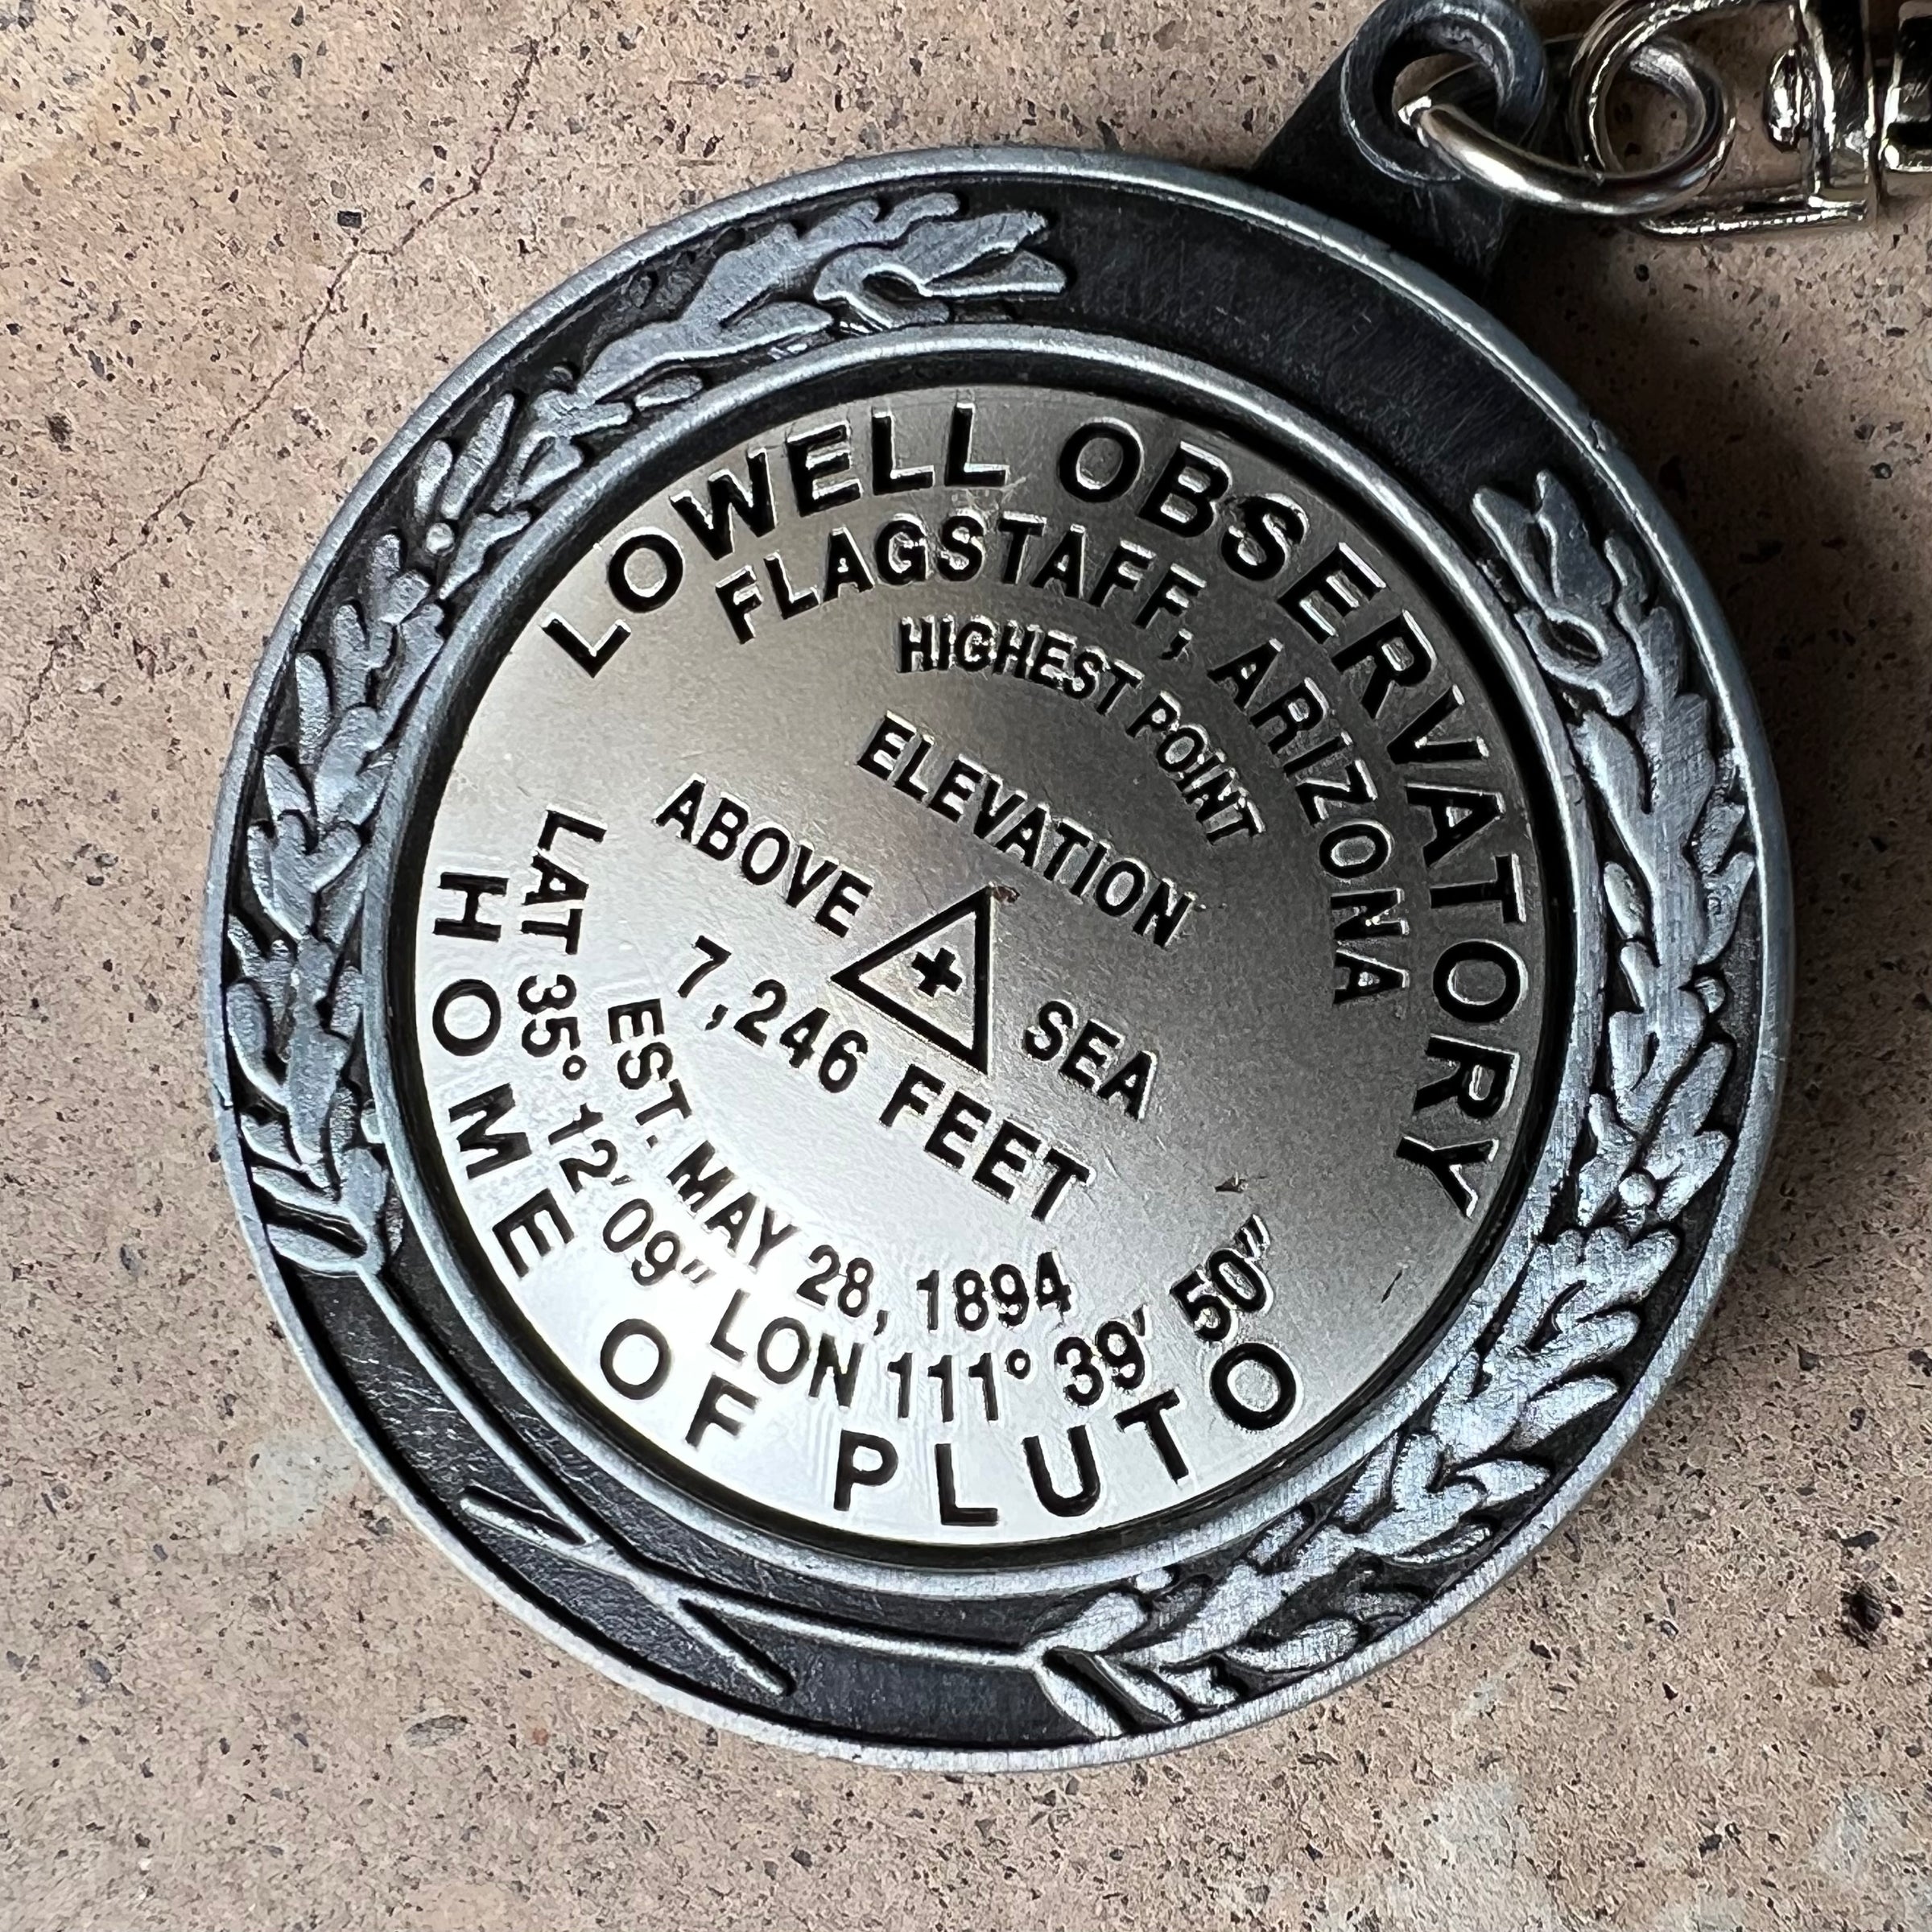 LOWELL OBSERVATORY
FLAGSTAFF, ARIZONA
HIGHEST POINT
ELEVATION
ABOVE SEA
7,246 FEET
EST. MAY 28, 1894
LAT 35° 12' 09" LON 111° 39' 50"
HOME OF PLUTO